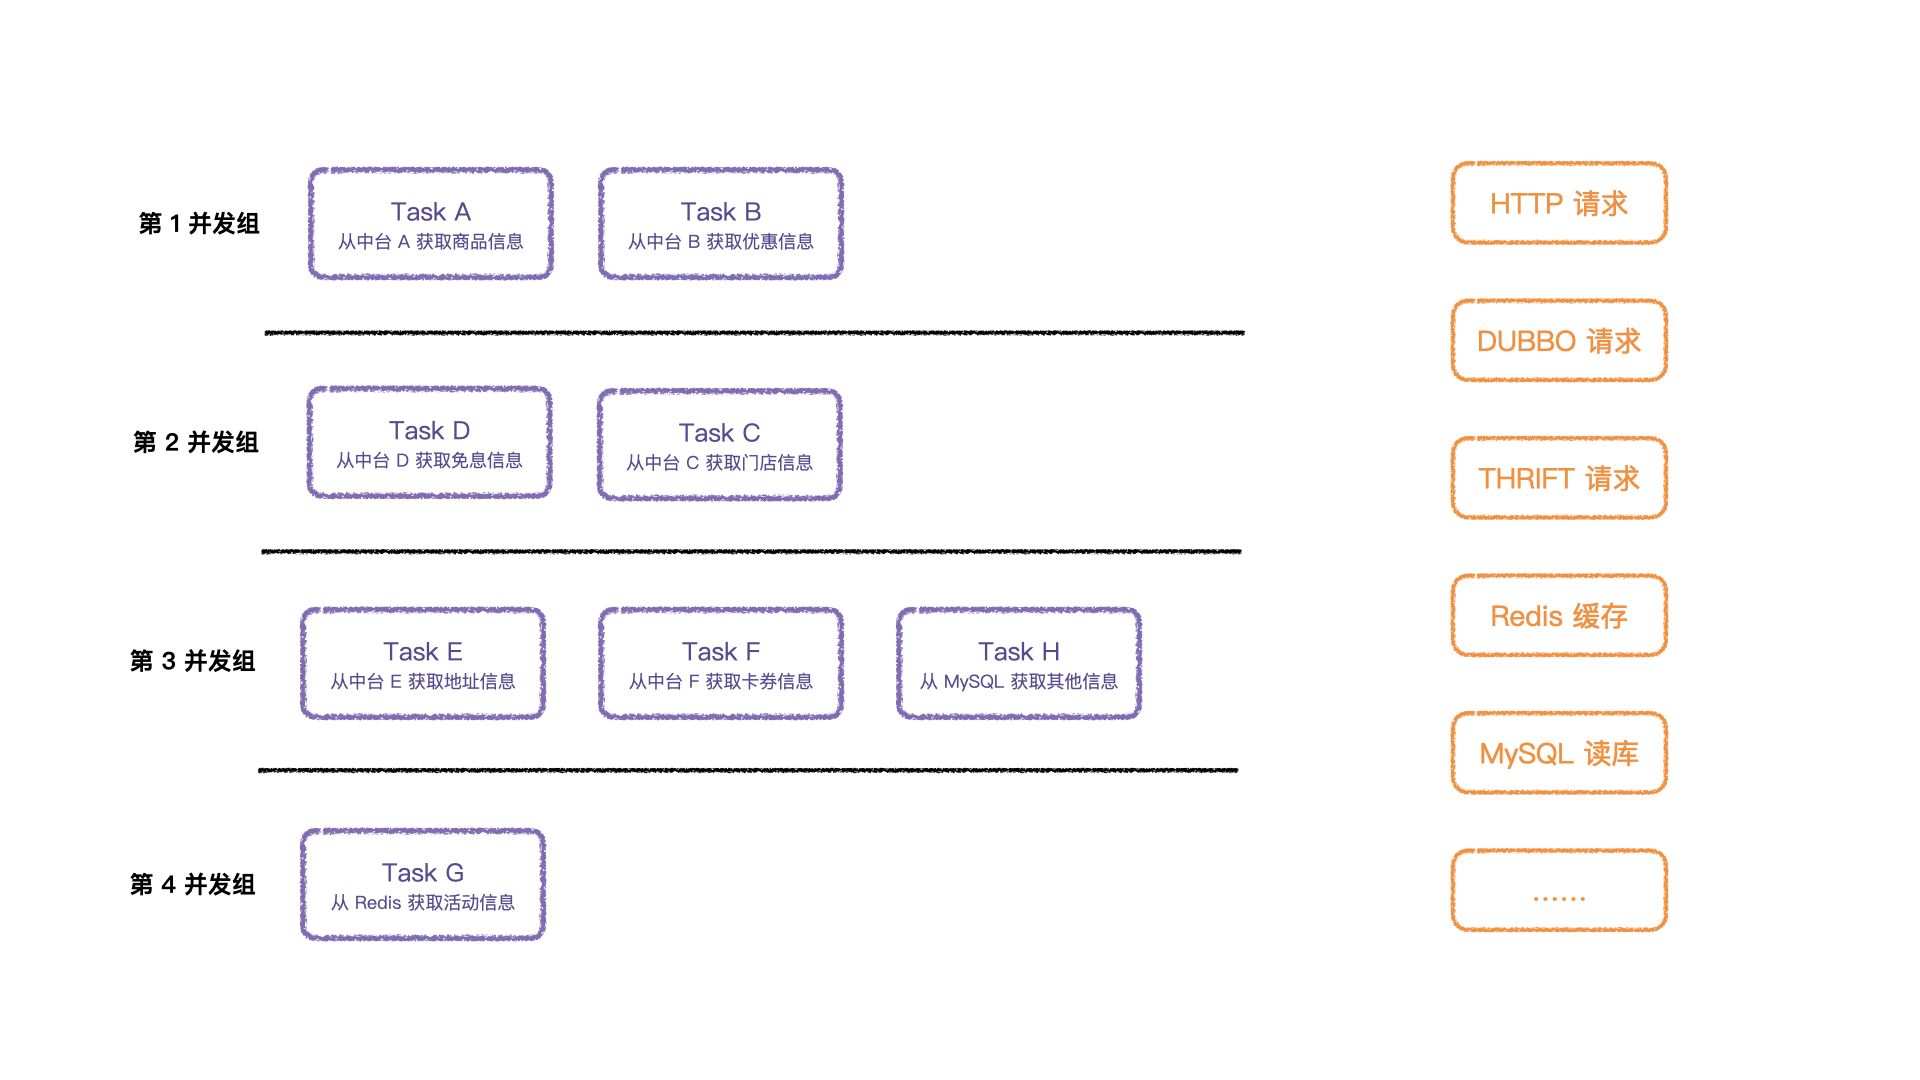 第 1 并发组
Task A
从中台 A 获取商品信息
Task B
从中台 B 获取优惠信息
第 2 并发组
Task D
从中台 D 获取免息信息
Task C
从中台 C 获取门店信息
第 3 并发组
Task E
从中台 E 获取地址信息
Task F
从中台 F 获取卡券信息
Task H
从 MySQL 获取其他信息
第 4 并发组
Task G
从 Redis 获取活动信息
HTTP 请求
DUBBO 请求
THRIFT 请求
Redis 缓存
MySQL 读库
......